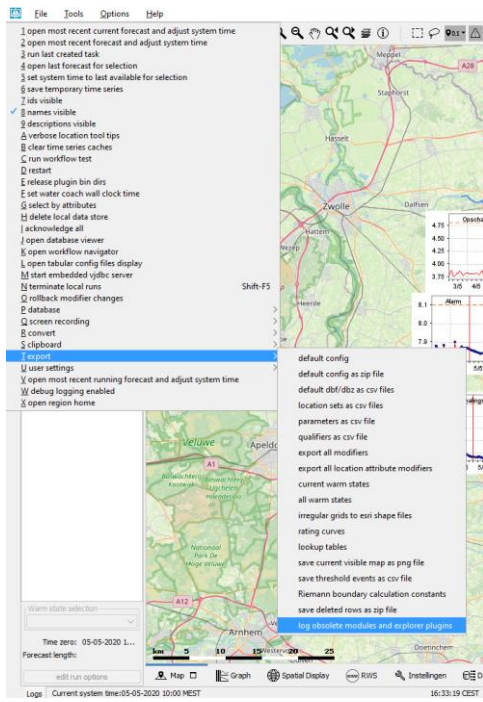 File Tools Options Help
1 open most recent current forecast and adjust system time
2 open most recent forecast and adjust system time
3 run last created task
4 open last forecast for selection
5 set system time to last available for selection
6 save temporary time series
7 ids visible
8 names visible
9 descriptions visible
A verbose location tool tips
B clear time series caches
C run workflow test
D restart
E release plugin bin dirs
F set water coach wall clock time
G select by attributes
H delete local data store
I acknowledge all
J open database viewer
K open workflow navigator
L open tabular config files display
M start embedded vjdbc server
N terminate local runs Shift-F5
O rollback modifier changes
P database
Q screen recording
R convert
S clipboard
T export
U user settings
V open most recent running forecast and adjust system time
W debug logging enabled
X open region home
default config
default config as zip file
default dbf/dbz as csv files
location sets as csv files
parameters as csv file
qualifiers as csv file
export all modifiers
export all location attribute modifiers
current warm states
all warm states
irregular grids to esri shape files
rating curves
lookup tables
save current visible map as png file
save threshold events as csv file
Riemann boundary calculation constants
save deleted rows as zip file
log obsolete modules and explorer plugins
Meppel
A28
Staphorst
Hasselt
Zwolle
Dalfsen
Hattem
Wezep
Heerde
4.75
4.50
4.25
4.00
3.75
3/5 4/5
Alarm
8.1
8.0
7.9
5/6
Veluwe
Apeldo
A1
Nationaal
Park De
Hoge Veluwe
A12
Arnhem
Doetinchem
km 5 10 15 20 25
Warm state selection
Time zero: 05-05-2020 1...
Forecast length:
edit run options
Map Graph Spatial Display RWS Instellingen
Logs Current system time:05-05-2020 10:00 MEST 16:33:19 CEST